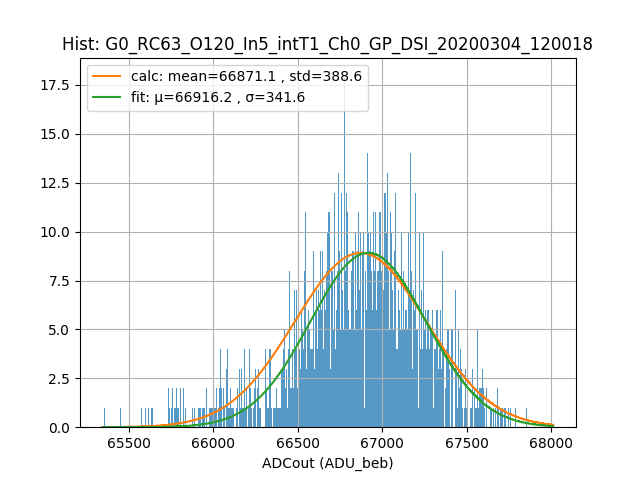 Hist: G0_RC63_O120_In5_intT1_Ch0_GP_DSI_20200304_120018
calc: mean=66871.1 , std=388.6
fit: μ=66916.2 , σ=341.6
17.5
15.0
12.5
10.0
7.5
5.0
2.5
0.0
65500 66000 66500 67000 67500 68000
ADCout (ADU_beb)